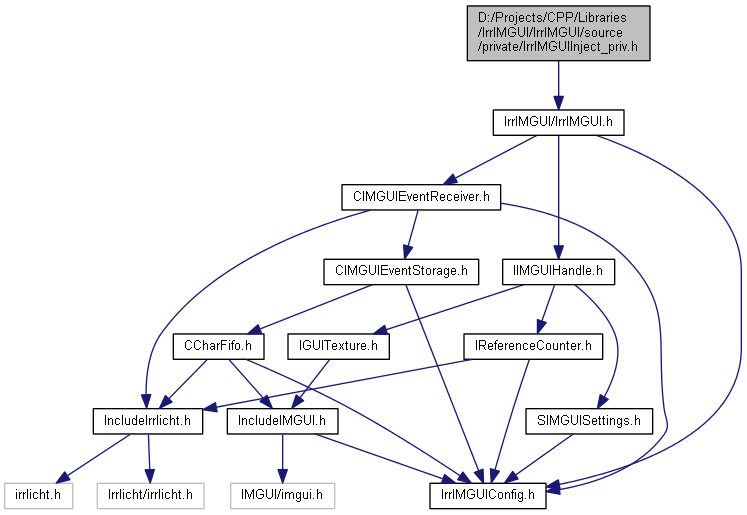 D:/Projects/CPP/Libraries
/IrrIMGUI/IrrIMGUI/source
/private/IrrIMGUIInject_priv.h
IrrIMGUI/IrrIMGUI.h
CIMGUIEventReceiver.h
CIMGUIEventStorage.h
IIMGUIHandle.h
CCharFifo.h
IGUITexture.h
IReferenceCounter.h
IncludeIrrlicht.h
IncludeIMGUI.h
SIMGUISettings.h
irrlicht.h
Irrlicht/irrlicht.h
IMGUI/imgui.h
IrrIMGUIConfig.h